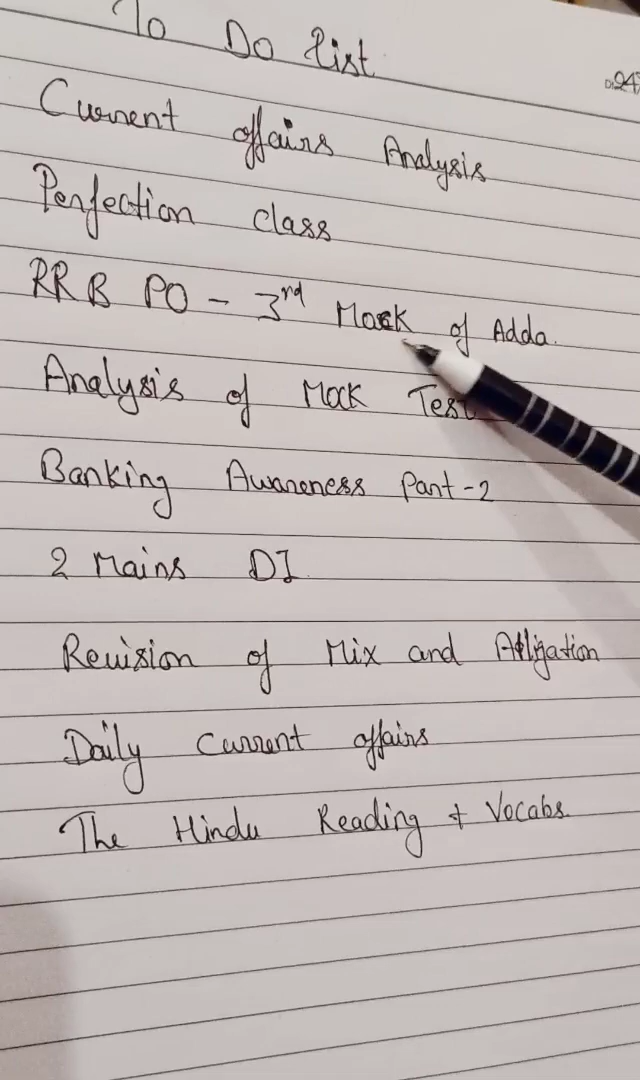 To Do list
Current affairs Analysis
Perfection class
RRB PO - 3rd Mock of Adda.
Analysis of Mock Test
Banking Awareness Part-2
2 Mains DI
Revision of Mix and Alligation
Daily Current affairs
The Hindu Reading + Vocabs.